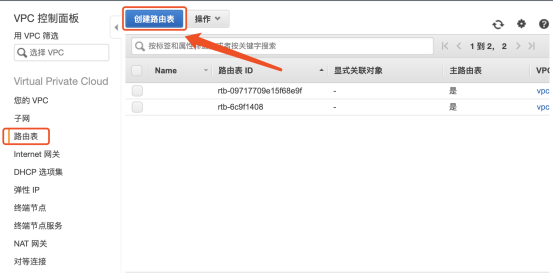 VPC 控制面板
用 VPC 筛选
选择 VPC
Virtual Private Cloud
您的 VPC
子网
路由表
Internet 网关
DHCP 选项集
弹性 IP
终端节点
终端节点服务
NAT 网关
对等连接
创建路由表 操作
按标签和属性 或者按关键字搜索 1 到 2, 2
Name 路由表 ID 显式关联对象 主路由表 VPC
rtb-09717709e15f68e9f - 是 vpc
rtb-6c9f1408 - 是 vpc